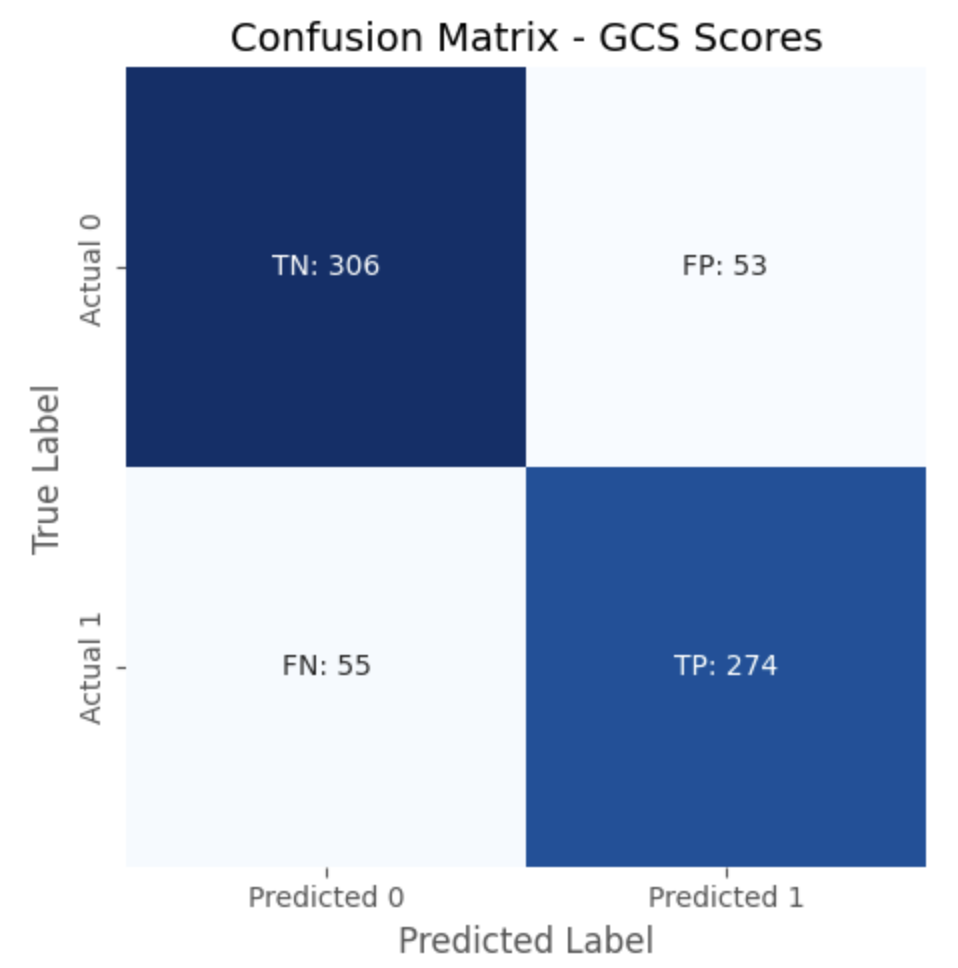 Confusion Matrix - GCS Scores
True Label
Actual 0
TN: 306
FP: 53
Actual 1
FN: 55
TP: 274
Predicted 0
Predicted 1
Predicted Label